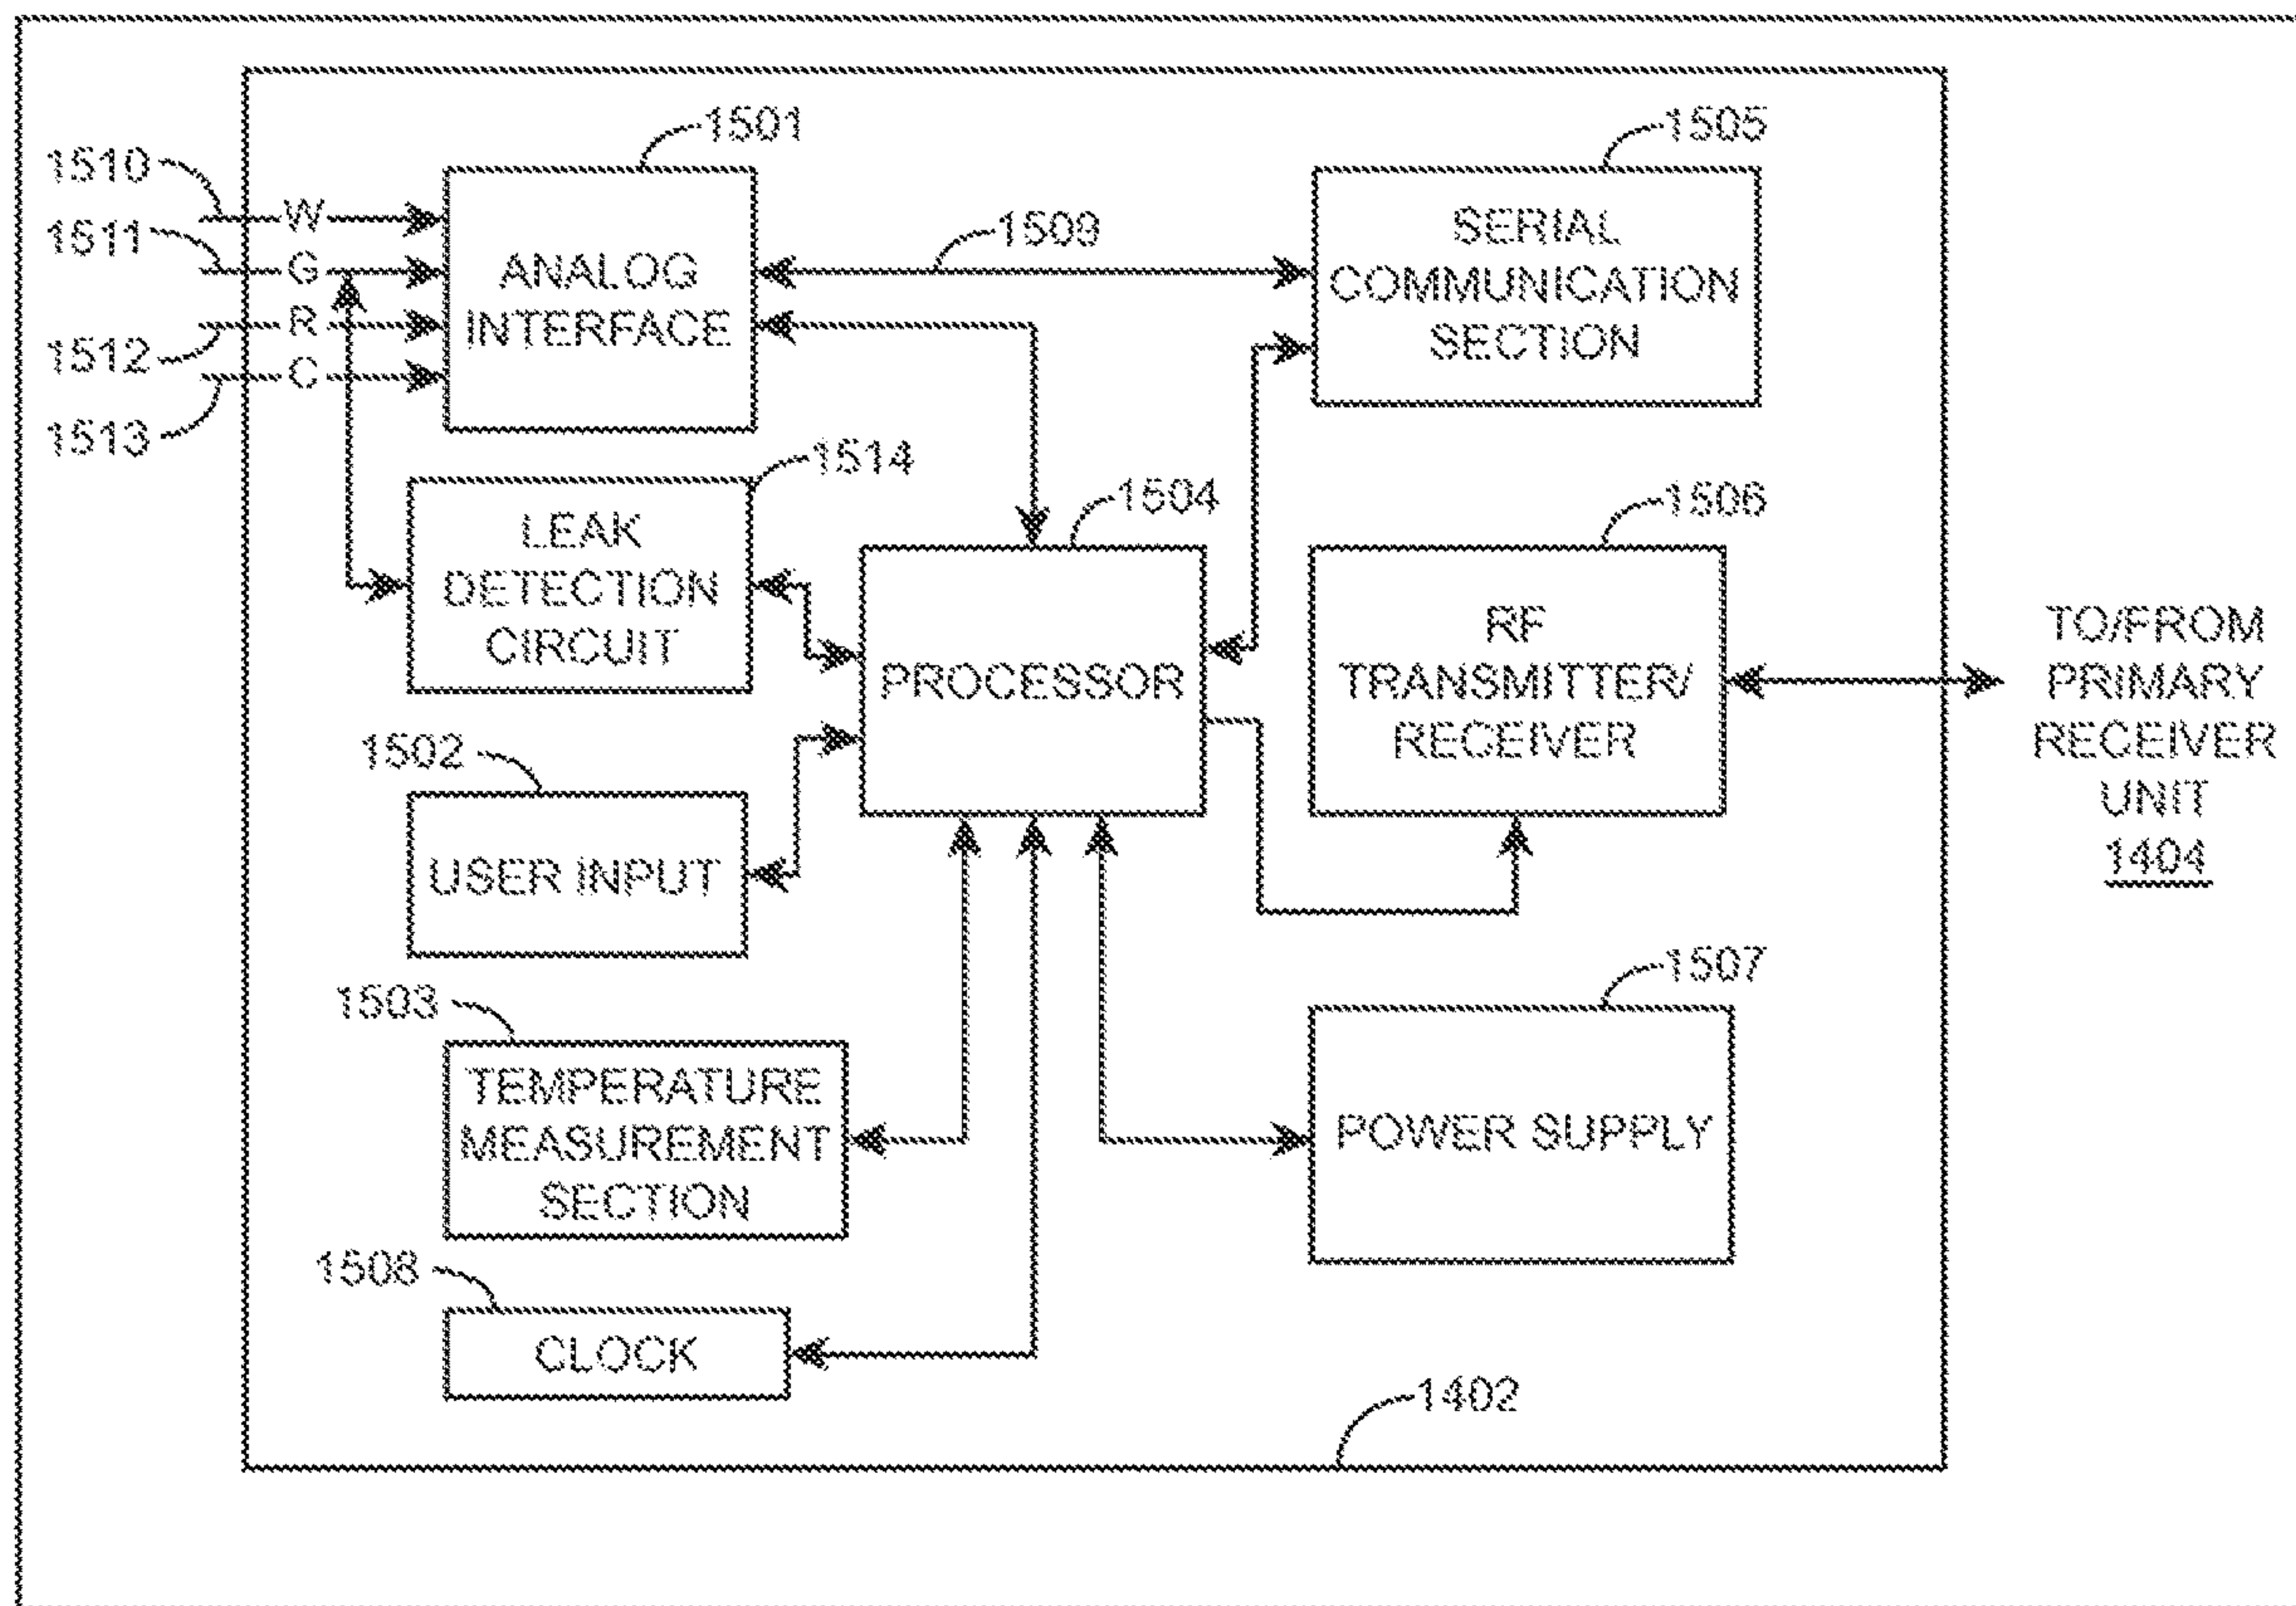 1501
1505
1510
W
1511
G
R
1512
C
1513
ANALOG
INTERFACE
1509
SERIAL
COMMUNICATION
SECTION
1514
LEAK
DETECTION
CIRCUIT
1504
PROCESSOR
1506
RF
TRANSMITTER/
RECEIVER
TO/FROM
PRIMARY
RECEIVER
UNIT
1404
1502
USER INPUT
1503
TEMPERATURE
MEASUREMENT
SECTION
1507
POWER SUPPLY
1508
CLOCK
1402